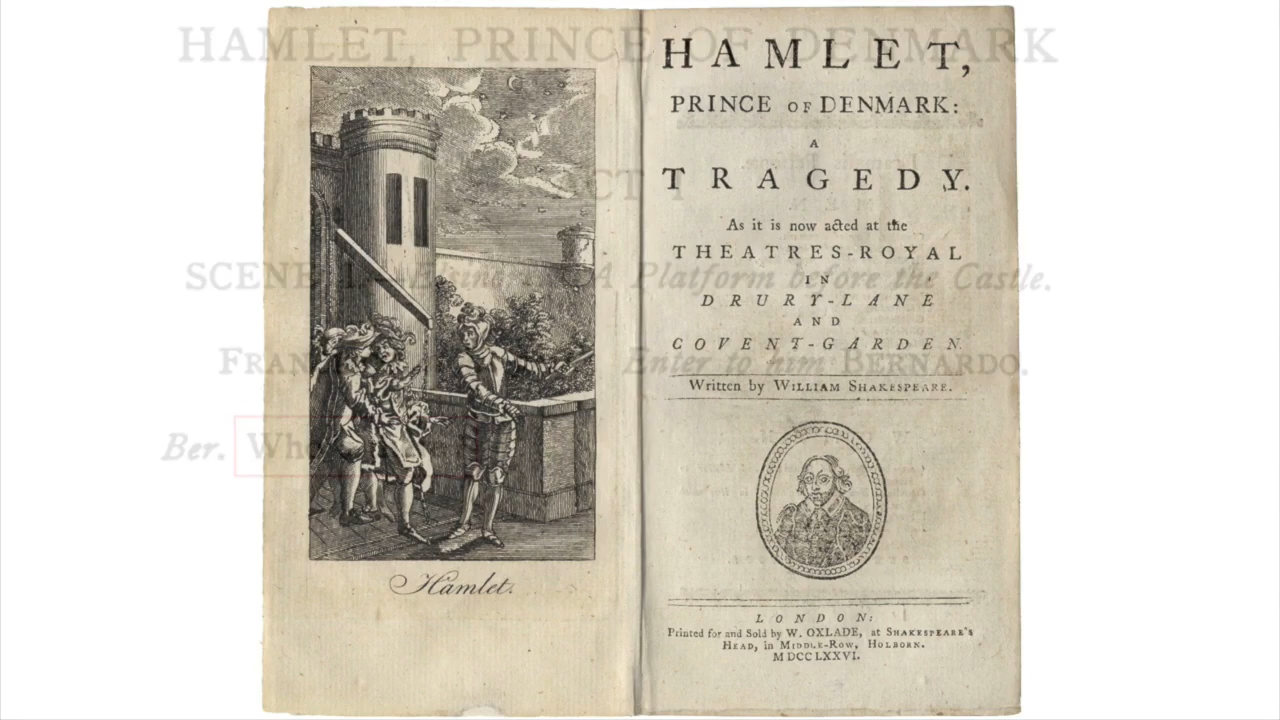 HAMLET, PRINCE OF DENMARK
SCENE I. A Platform before the Castle.
Enter to him BERNARDO.
Ber.
Hamlet.
HAMLET,
PRINCE OF DENMARK:
A
TRAGEDY.
As it is now acted at the
THEATRES-ROYAL
IN
DRURY-LANE
AND
COVENT-GARDEN.
Written by WILLIAM SHAKESPEARE.
LONDON:
Printed for and Sold by W. OXLADE, at SHAKESPEARE'S
HEAD, in MIDDLE-ROW, HOLBORN.
MDCCLXXVI.